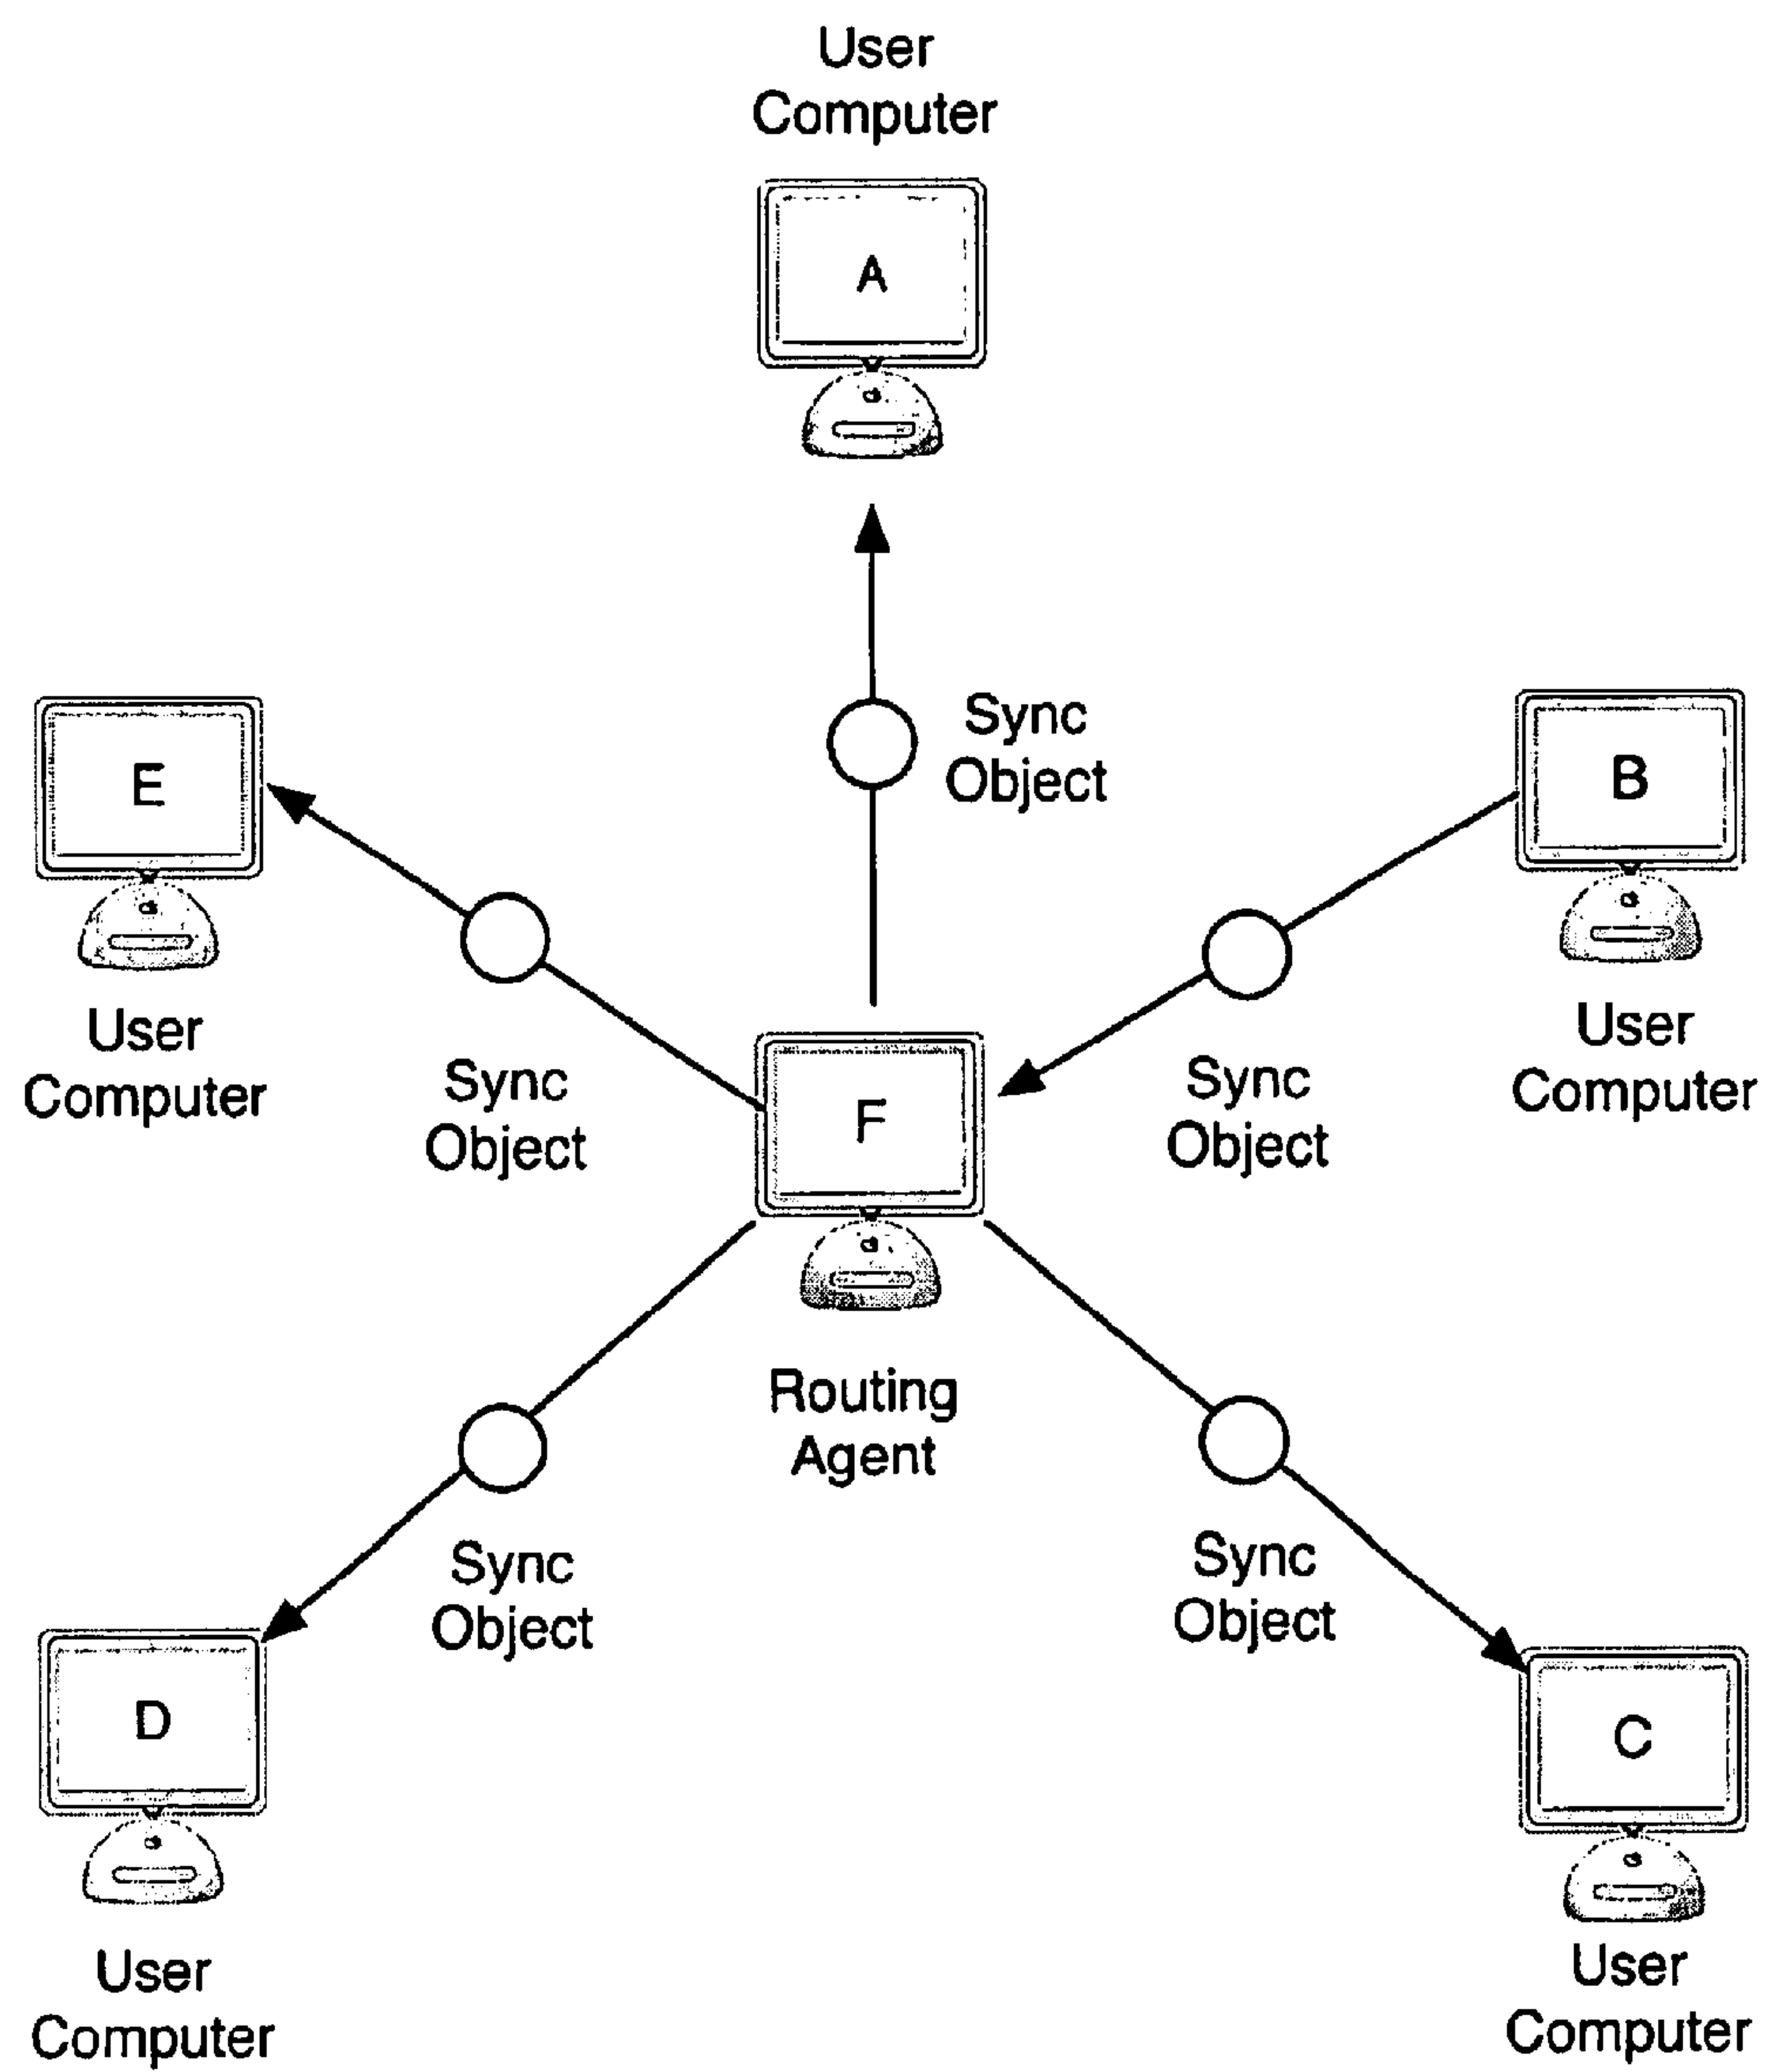 User
Computer
A
Sync
Object
E
B
User
Computer
Sync
Object
F
Sync
Object
User
Computer
Routing
Agent
Sync
Object
Sync
Object
D
C
User
Computer
User
Computer